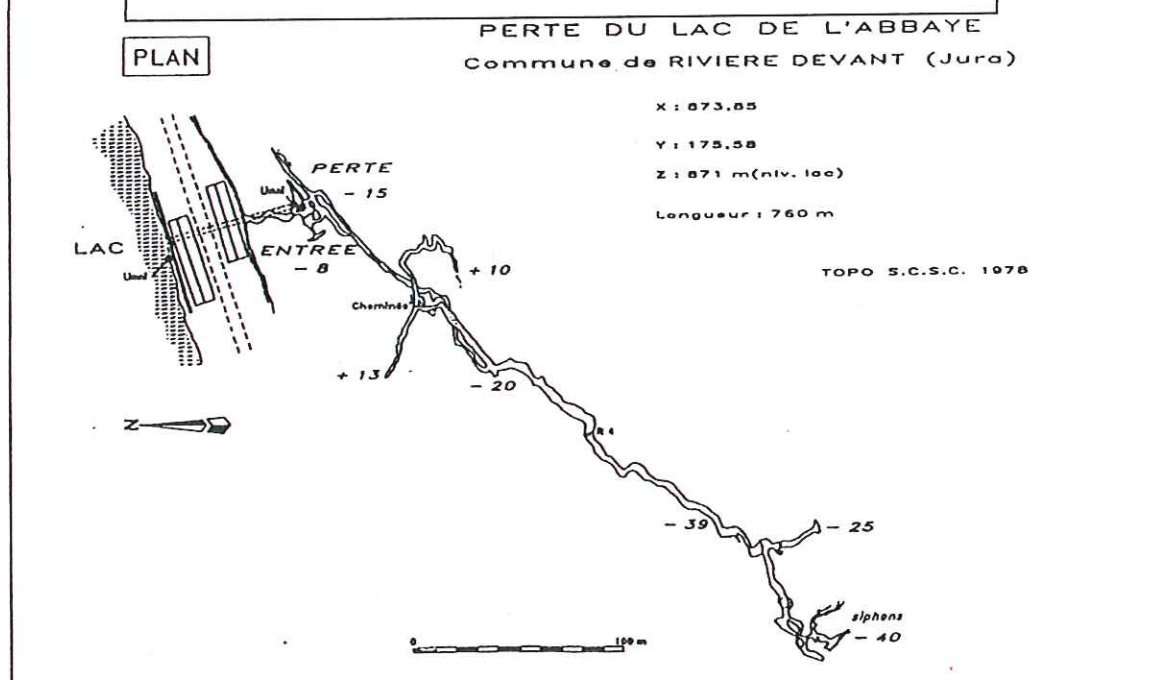 PERTE DU LAC DE L'ABBAYE
PLAN
Commune de RIVIERE DEVANT (Jura)
X : 873,85
Y : 175,58
Z : 871 m(niv. lac)
Longueur : 760 m
TOPO S.C.S.C. 1978
PERTE
- 15
LAC
ENTREE
- 8
+ 10
Cheminée
+ 13
- 20
R 4
- 39
- 25
siphons
- 40
Z
0 100 m